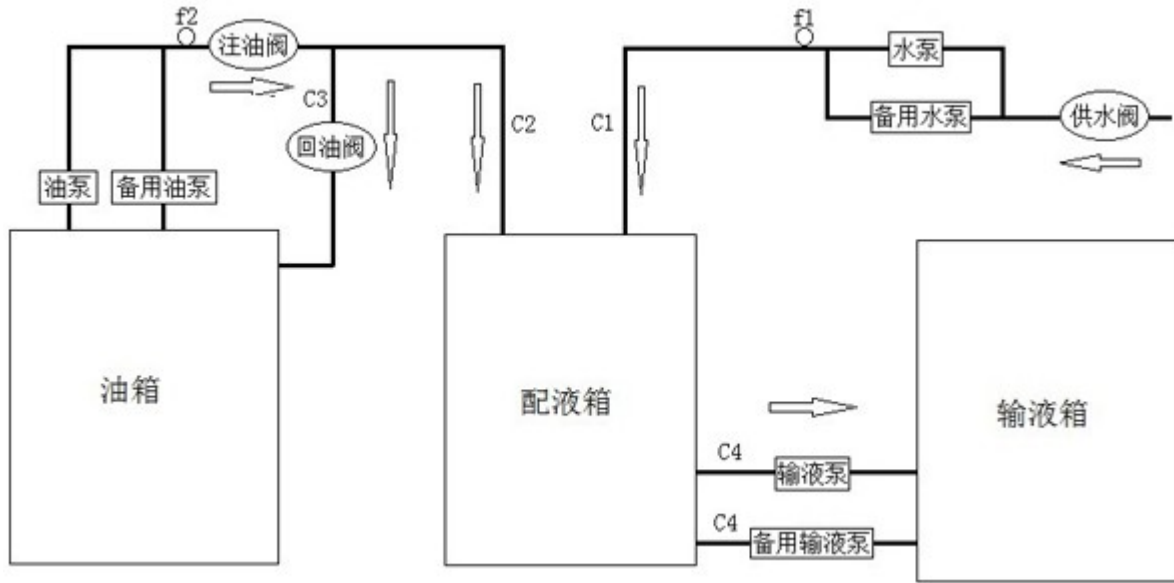 f2
f1
注油阀
水泵
C3
C2
C1
备用水泵
供水阀
回油阀
油泵
备用油泵
油箱
配液箱
输液箱
C4
输液泵
C4
备用输液泵